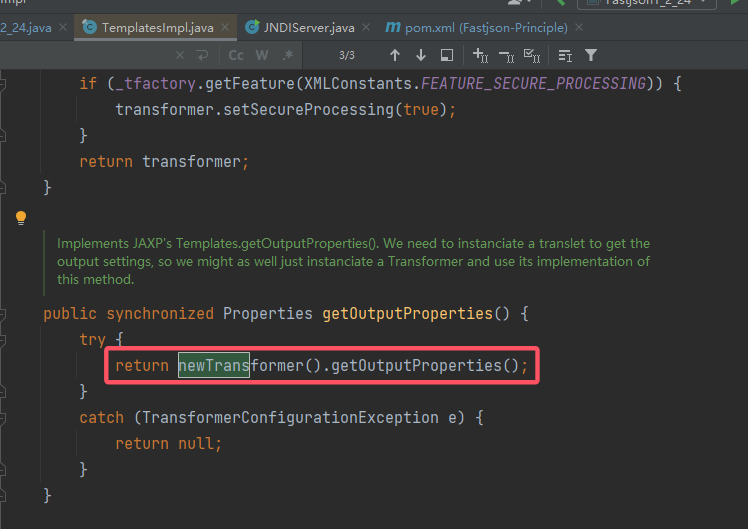 Impl
Fastjson1_2_24
2_24.java
TemplatesImpl.java
JNDIServer.java
pom.xml (Fastjson-Principle)
Cc
W
.*
3/3
if (_tfactory.getFeature(XMLConstants.FEATURE_SECURE_PROCESSING)) {
transformer.setSecureProcessing(true);
}
return transformer;
}
Implements JAXP's Templates.getOutputProperties(). We need to instanciate a translet to get the
output settings, so we might as well just instanciate a Transformer and use its implementation of
this method.
public synchronized Properties getOutputProperties() {
try {
return newTransformer().getOutputProperties();
}
catch (TransformerConfigurationException e) {
return null;
}
}